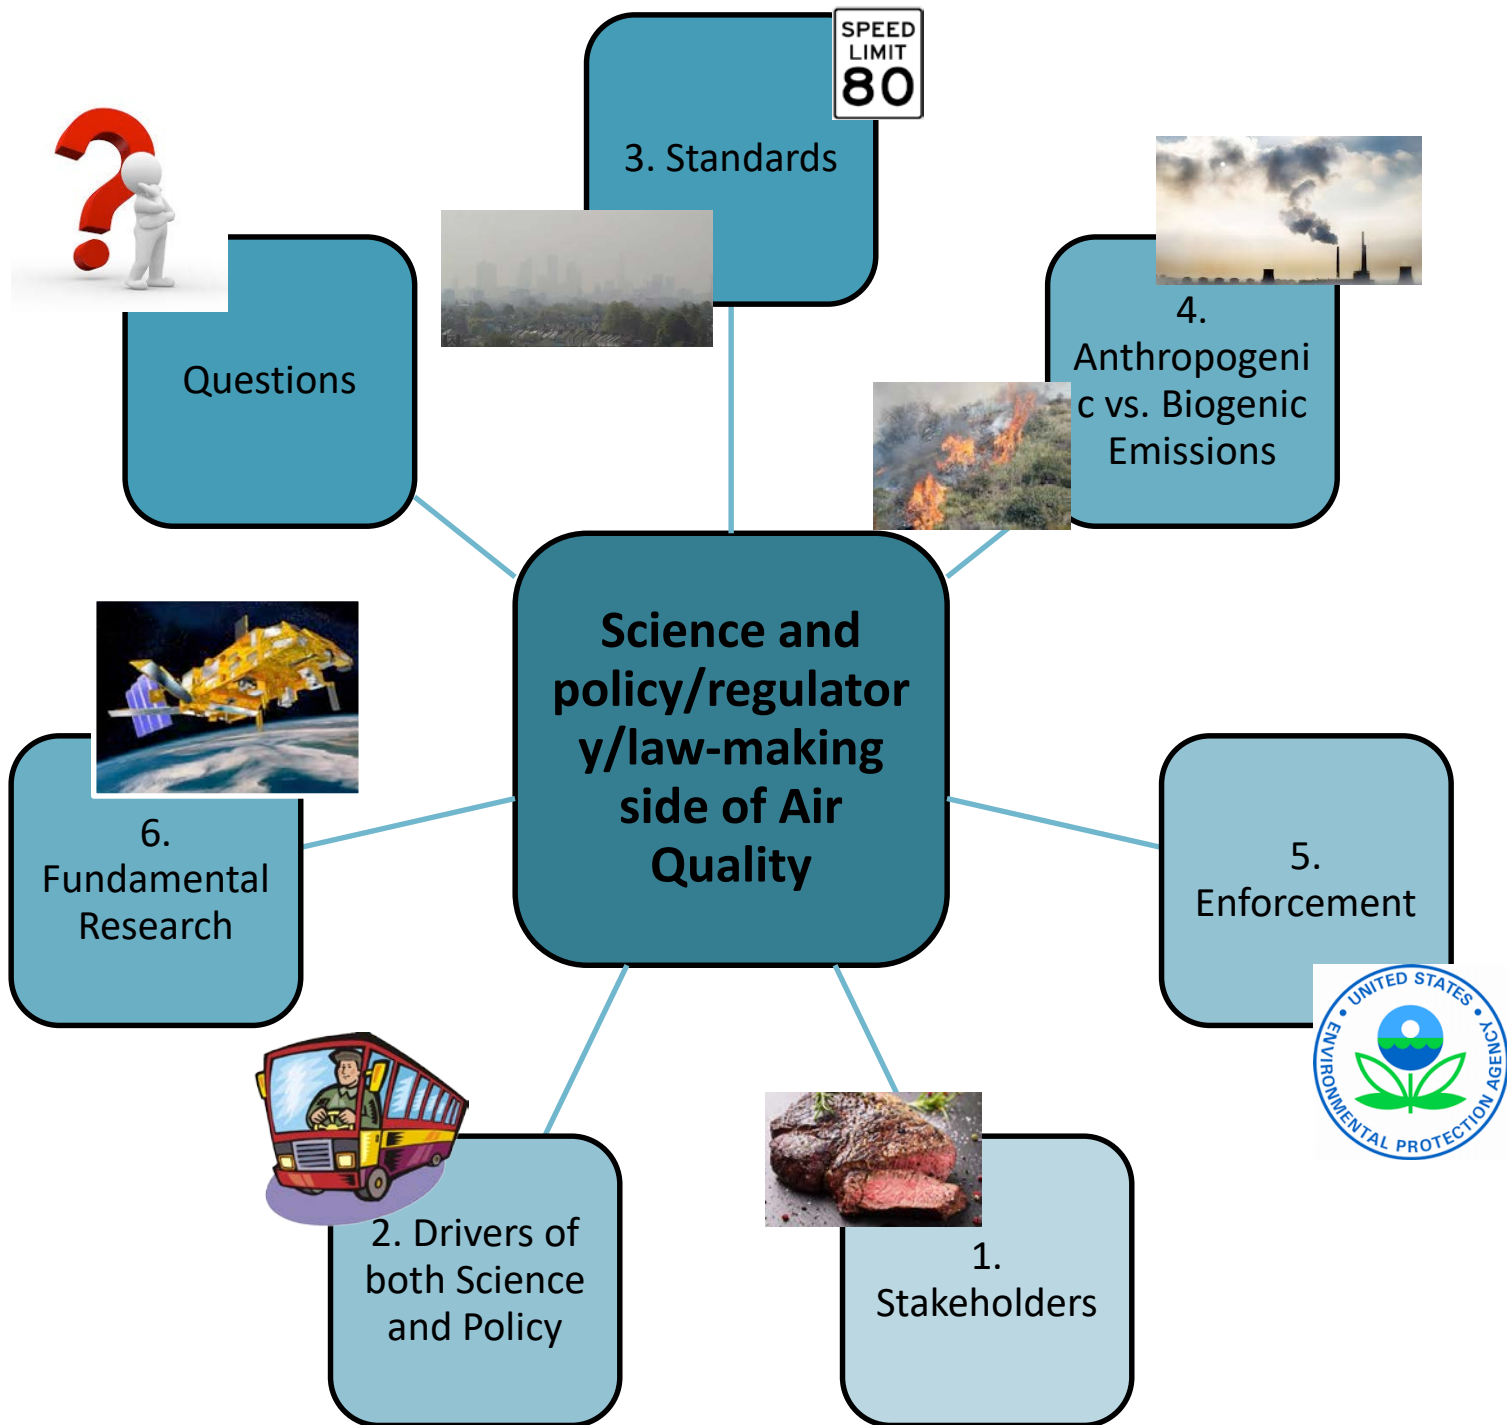 SPEED
LIMIT
80
3. Standards
Questions
4.
Anthropogeni
c vs. Biogenic
Emissions
Science and
policy/regulator
y/law-making
side of Air
Quality
6.
Fundamental
Research
5.
Enforcement
UNITED STATES
ENVIRONMENTAL PROTECTION AGENCY
2. Drivers of
both Science
and Policy
1.
Stakeholders